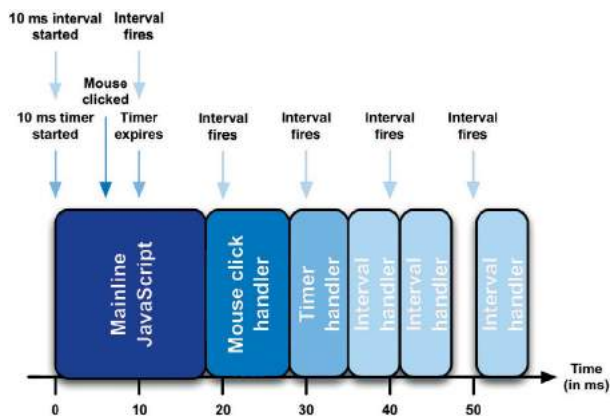 10 ms interval
started
Interval
fires
Mouse
clicked
10 ms timer
started
Timer
expires
Interval
fires
Interval
fires
Interval
fires
Interval
fires
Mainline
JavaScript
Mouse click
handler
Timer
handler
Interval
handler
Interval
handler
Interval
handler
Time
(in ms)
0
10
20
30
40
50